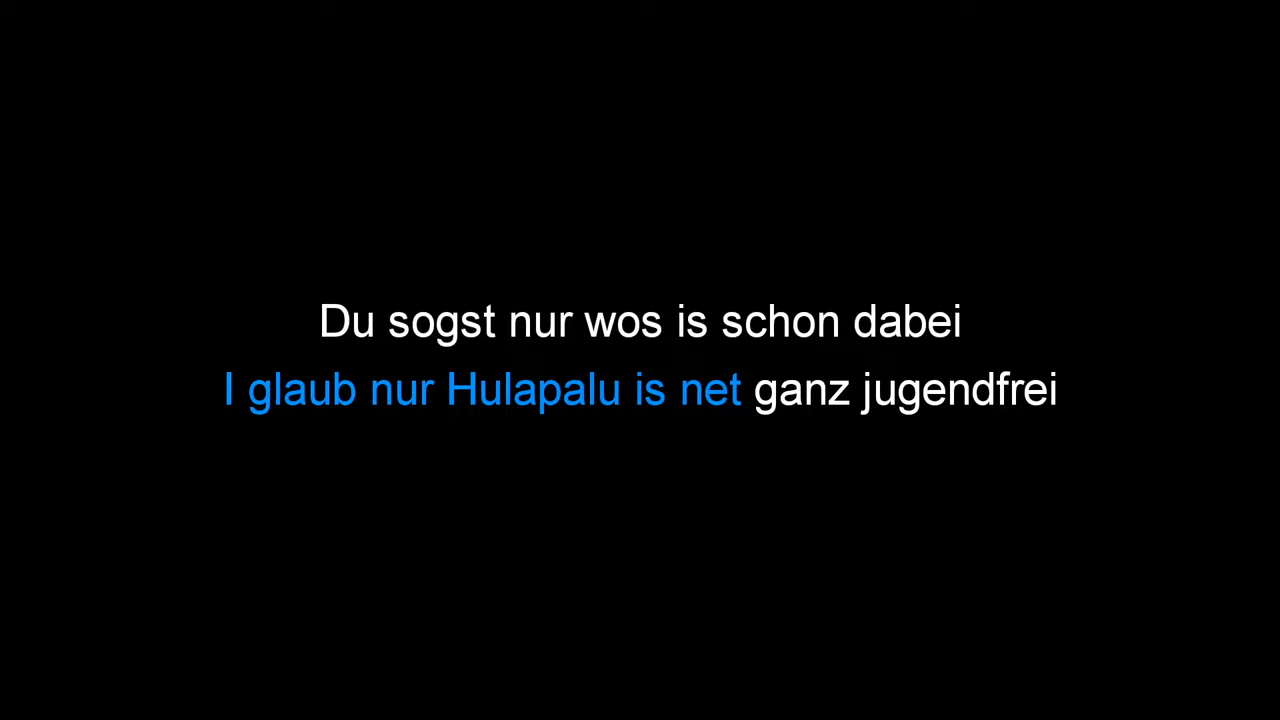 Du sogst nur wos is schon dabei
I glaub nur Hulapalu is net ganz jugendfrei